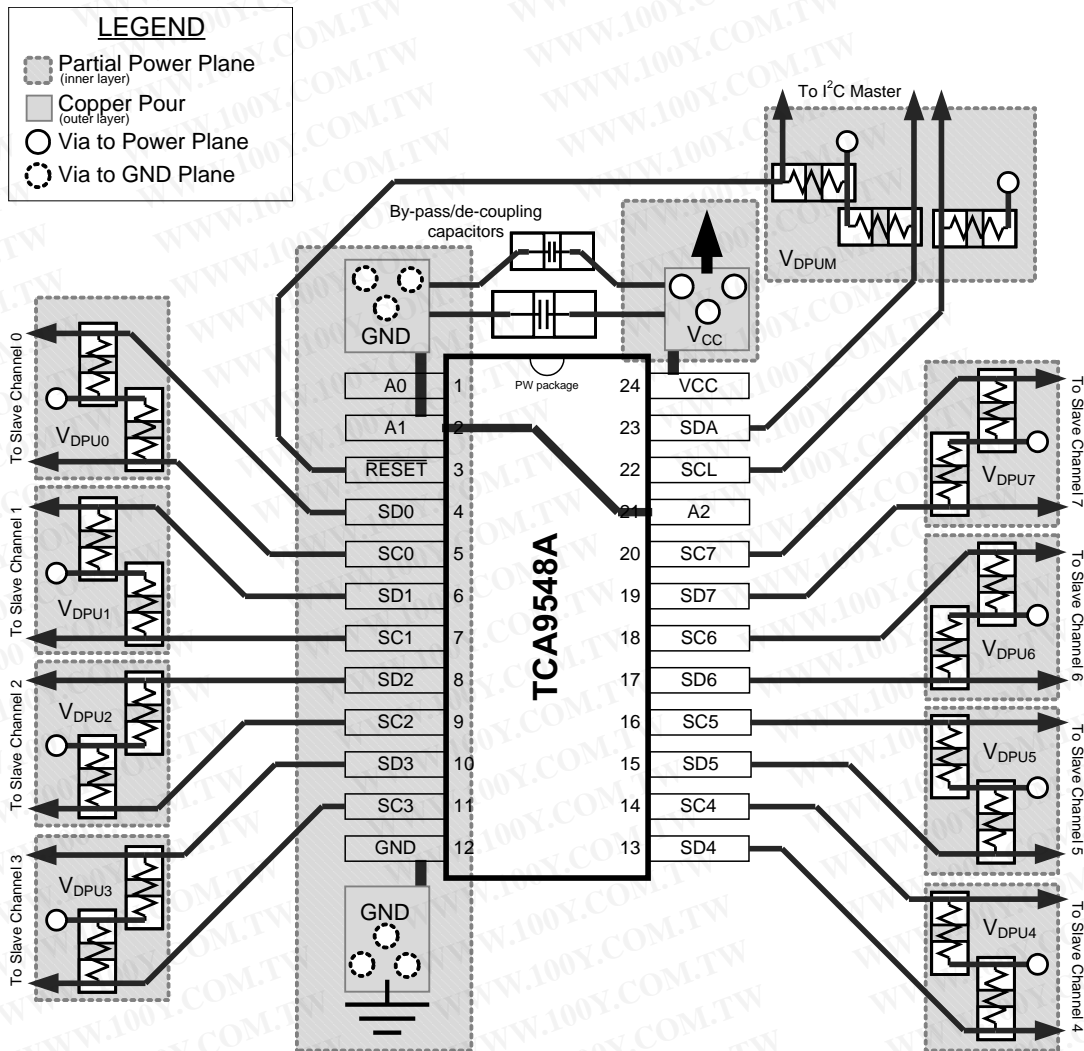 LEGEND
Partial Power Plane
(inner layer)
Copper Pour
(outer layer)
Via to Power Plane
Via to GND Plane
To I²C Master
By-pass/de-coupling
capacitors
VDPUM
GND
VCC
PW package
TCA9548A
A0 1
A1 2
RESET 3
SD0 4
SC0 5
SD1 6
SC1 7
SD2 8
SC2 9
SD3 10
SC3 11
GND 12
24 VCC
23 SDA
22 SCL
21 A2
20 SC7
19 SD7
18 SC6
17 SD6
16 SC5
15 SD5
14 SC4
13 SD4
GND
To Slave Channel 0
VDPU0
To Slave Channel 1
VDPU1
To Slave Channel 2
VDPU2
To Slave Channel 3
VDPU3
To Slave Channel 7
VDPU7
To Slave Channel 6
VDPU6
To Slave Channel 5
VDPU5
To Slave Channel 4
VDPU4
WWW.100Y.COM.TW